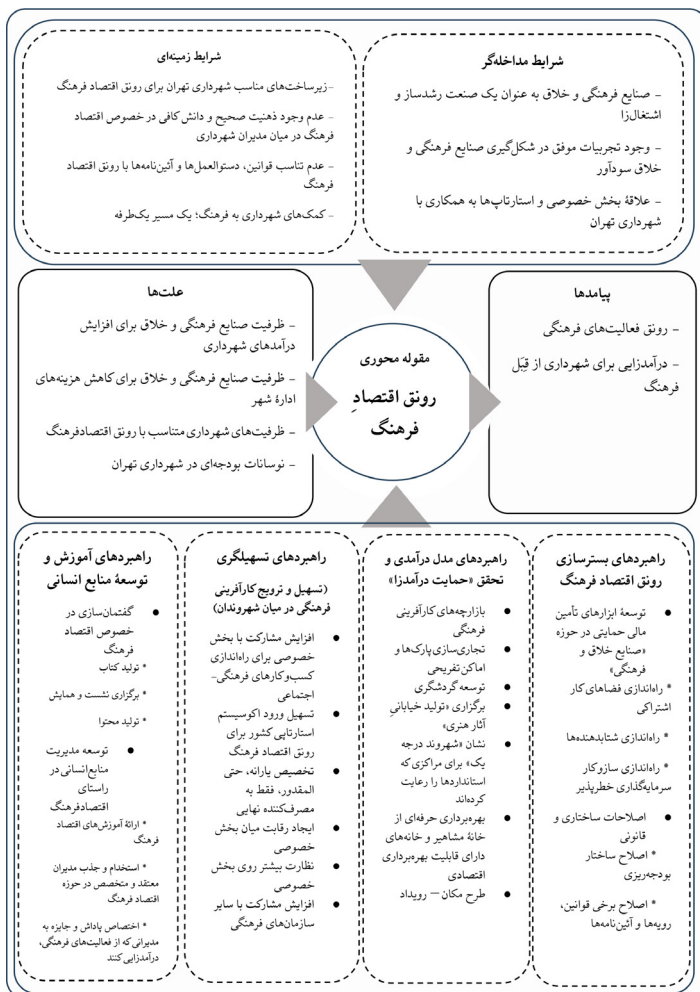 شرایط مداخله‌گر
- صنایع فرهنگی و خلاق به عنوان یک صنعت رشدساز و
اشتغال‌زا
- وجود تجربیات موفق در شکل‌گیری صنایع فرهنگی و
خلاق سودآور
- علاقهٔ بخش خصوصی و استارتاپ‌ها به همکاری با
شهرداری تهران
شرایط زمینه‌ای
-زیرساخت‌های مناسب شهرداری تهران برای رونق اقتصاد فرهنگ
- عدم وجود ذهنیت صحیح و دانش کافی در خصوص اقتصاد
فرهنگ در میان مدیران شهرداری
- عدم تناسب قوانین، دستوالعمل‌ها و آئین‌نامه‌ها با رونق اقتصاد
فرهنگ
- کمک‌های شهرداری به فرهنگ؛ یک مسیر یک‌طرفه
پیامدها
- رونق فعالیت‌های فرهنگی
- درآمدزایی برای شهرداری از قِبَل
فرهنگ
مقوله محوری
رونق اقتصادِ
فرهنگ
علت‌ها
- ظرفیت صنایع فرهنگی و خلاق برای افزایش
درآمدهای شهرداری
- ظرفیت صنایع فرهنگی و خلاق برای کاهش هزینه‌های
ادارهٔ شهر
- ظرفیت‌های شهرداری متناسب با رونق اقتصادفرهنگ
- نوسانات بودجه‌ای در شهرداری تهران
راهبردهای بسترسازی
رونق اقتصاد فرهنگ
● توسعهٔ ابزارهای تأمین
مالی حمایتی در حوزه
«صنایع خلاق و
فرهنگی»
* راه‌اندازی فضاهای کار
اشتراکی
* راه‌اندازی شتابدهنده‌ها
* راه‌اندازی سازوکار
سرمایه‌گذاری خطرپذیر
● اصلاحات ساختاری و
قانونی
* اصلاح ساختار
بودجه‌ریزی
* اصلاح برخی قوانین،
رویه‌ها و آئین‌نامه‌ها
راهبردهای مدل درآمدی و
تحقق «حمایت درآمدزا»
● بازارچه‌های کارآفرینی
فرهنگی
● تجاری‌سازی پارک‌ها و
اماکن تفریحی
● توسعه گردشگری
● برگزاری «تولید خیابانیِ
آثار هنری»
● نشان «شهروند درجه
یک» برای مراکزی که
استانداردها را رعایت
کرده‌اند
● بهره‌برداری حرفه‌ای از
خانهٔ مشاهیر و خانه‌های
دارای قابلیت بهره‌برداری
اقتصادی
● طرح مکان – رویداد
راهبردهای تسهیلگری
(تسهیل و ترویج کارآفرینی
فرهنگی در میان شهروندان)
● افزایش مشارکت با بخش
خصوصی برای راه‌اندازی
کسب‌وکارهای فرهنگی-
اجتماعی
● تسهیل ورود اکوسیستم
استارتاپی کشور برای
رونق اقتصاد فرهنگ
● تخصیص یارانه، حتی
المقدور، فقط به
مصرف‌کننده نهایی
● ایجاد رقابت میان بخش
خصوصی
● نظارت بیشتر روی بخش
خصوصی
● افزایش مشارکت با سایر
سازمان‌های فرهنگی
راهبردهای آموزش و
توسعهٔ منابع انسانی
● گفتمان‌سازی در
خصوص اقتصاد
فرهنگ
* تولید کتاب
* برگزاری نشست و همایش
* تولید محتوا
● توسعه مدیریت
منابع‌انسانی در
راستای
اقتصادفرهنگ
* ارائهٔ آموزش‌های اقتصاد
فرهنگ
* استخدام و جذب مدیران
معتقد و متخصص در حوزه
اقتصاد فرهنگ
* اختصاص پاداش و جایزه به
مدیرانی که از فعالیت‌های فرهنگی،
درآمدزایی کنند